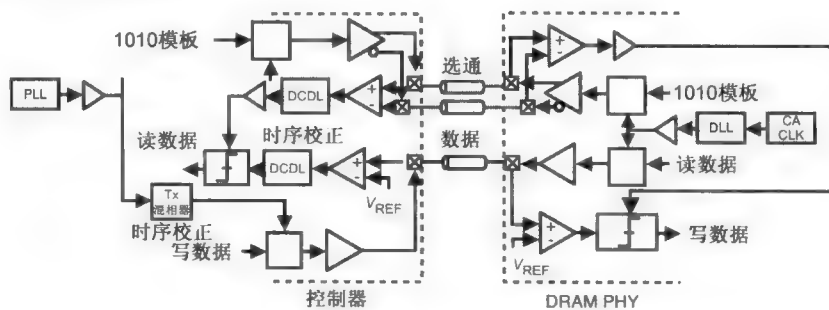 1010模板
选通
PLL
DCDL
1010模板
DLL
CA CLK
时序校正
读数据
数据
DCDL
读数据
VREF
Tx
混相器
时序校正
写数据
VREF
写数据
控制器
DRAM PHY
+
-
+
-
+
-
+
-